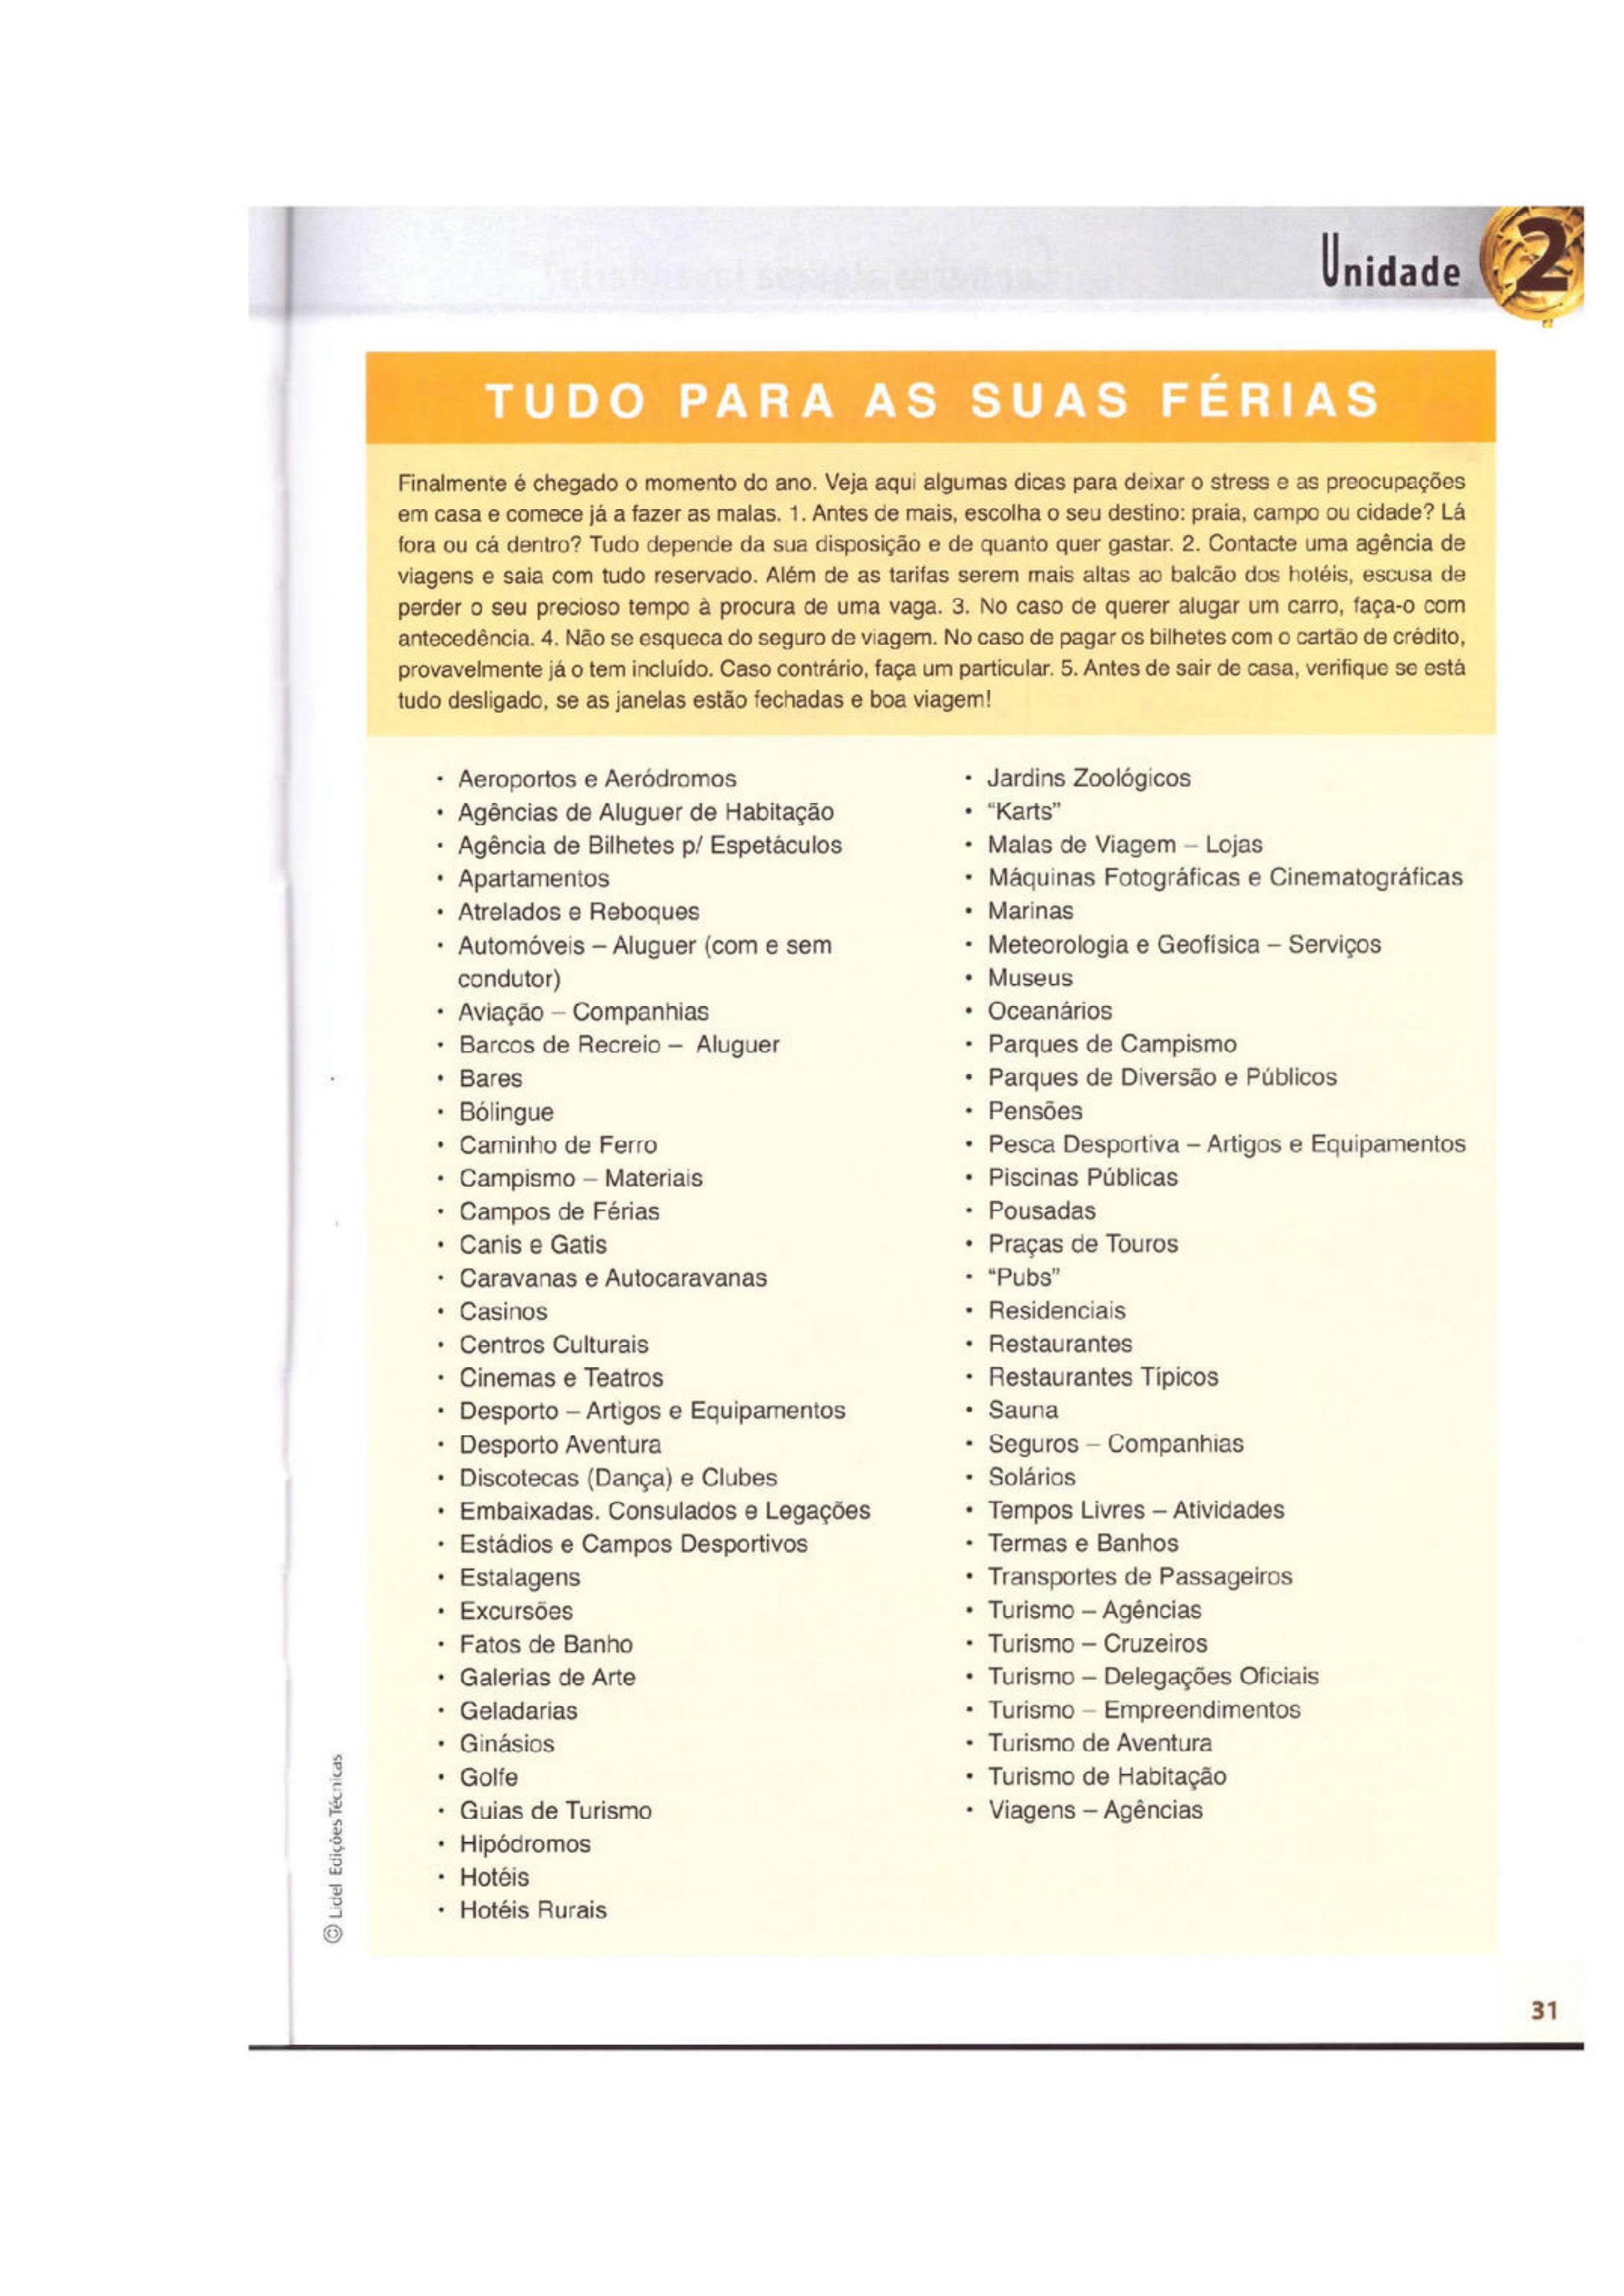 Unidade 2
TUDO PARA AS SUAS FÉRIAS
Finalmente é chegado o momento do ano. Veja aqui algumas dicas para deixar o stress e as preocupações
em casa e comece já a fazer as malas. 1. Antes de mais, escolha o seu destino: praia, campo ou cidade? Lá
fora ou cá dentro? Tudo depende da sua disposição e de quanto quer gastar. 2. Contacte uma agência de
viagens e saia com tudo reservado. Além de as tarifas serem mais altas ao balcão dos hotéis, escusa de
perder o seu precioso tempo à procura de uma vaga. 3. No caso de querer alugar um carro, faça-o com
antecedência. 4. Não se esqueca do seguro de viagem. No caso de pagar os bilhetes com o cartão de crédito,
provavelmente já o tem incluído. Caso contrário, faça um particular. 5. Antes de sair de casa, verifique se está
tudo desligado, se as janelas estão fechadas e boa viagem!
• Aeroportos e Aeródromos
• Agências de Aluguer de Habitação
• Agência de Bilhetes p/ Espetáculos
• Apartamentos
• Atrelados e Reboques
• Automóveis – Aluguer (com e sem
condutor)
• Aviação – Companhias
• Barcos de Recreio – Aluguer
• Bares
• Bólingue
• Caminho de Ferro
• Campismo – Materiais
• Campos de Férias
• Canis e Gatis
• Caravanas e Autocaravanas
• Casinos
• Centros Culturais
• Cinemas e Teatros
• Desporto – Artigos e Equipamentos
• Desporto Aventura
• Discotecas (Dança) e Clubes
• Embaixadas. Consulados e Legações
• Estádios e Campos Desportivos
• Estalagens
• Excursões
• Fatos de Banho
• Galerias de Arte
• Geladarias
• Ginásios
• Golfe
• Guias de Turismo
• Hipódromos
• Hotéis
• Hotéis Rurais
• Jardins Zoológicos
• “Karts”
• Malas de Viagem – Lojas
• Máquinas Fotográficas e Cinematográficas
• Marinas
• Meteorologia e Geofísica – Serviços
• Museus
• Oceanários
• Parques de Campismo
• Parques de Diversão e Públicos
• Pensões
• Pesca Desportiva – Artigos e Equipamentos
• Piscinas Públicas
• Pousadas
• Praças de Touros
• “Pubs”
• Residenciais
• Restaurantes
• Restaurantes Típicos
• Sauna
• Seguros – Companhias
• Solários
• Tempos Livres – Atividades
• Termas e Banhos
• Transportes de Passageiros
• Turismo – Agências
• Turismo – Cruzeiros
• Turismo – Delegações Oficiais
• Turismo – Empreendimentos
• Turismo de Aventura
• Turismo de Habitação
• Viagens – Agências
© Lidel Edições Técnicas
31